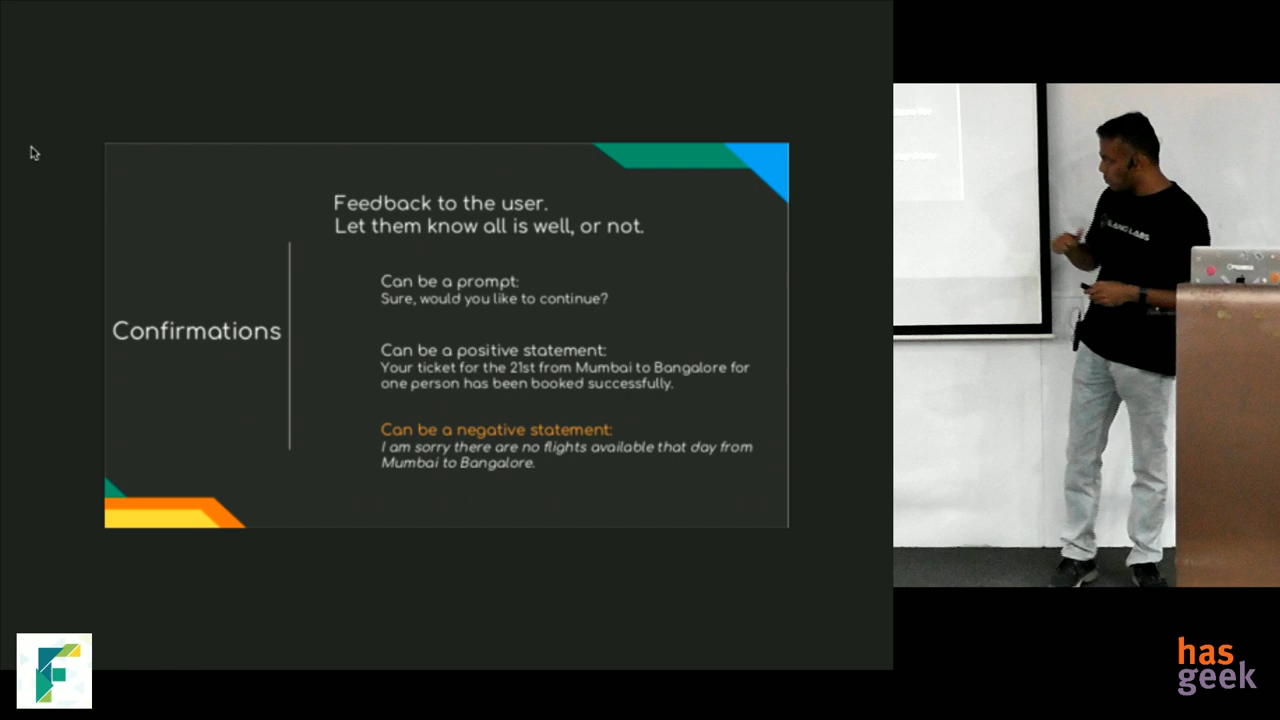 Feedback to the user.
Let them know all is well, or not.
Confirmations
Can be a prompt:
Sure, would you like to continue?
Can be a positive statement:
Your ticket for the 21st from Mumbai to Bangalore for
one person has been booked successfully.
Can be a negative statement:
I am sorry there are no flights available that day from
Mumbai to Bangalore.
SLANG LABS
F
has
geek